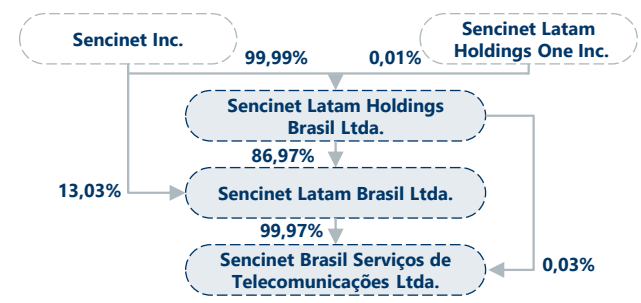 Sencinet Inc.
Sencinet Latam
Holdings One Inc.
99,99%
0,01%
Sencinet Latam Holdings
Brasil Ltda.
86,97%
13,03%
Sencinet Latam Brasil Ltda.
99,97%
Sencinet Brasil Serviços de
Telecomunicações Ltda.
0,03%